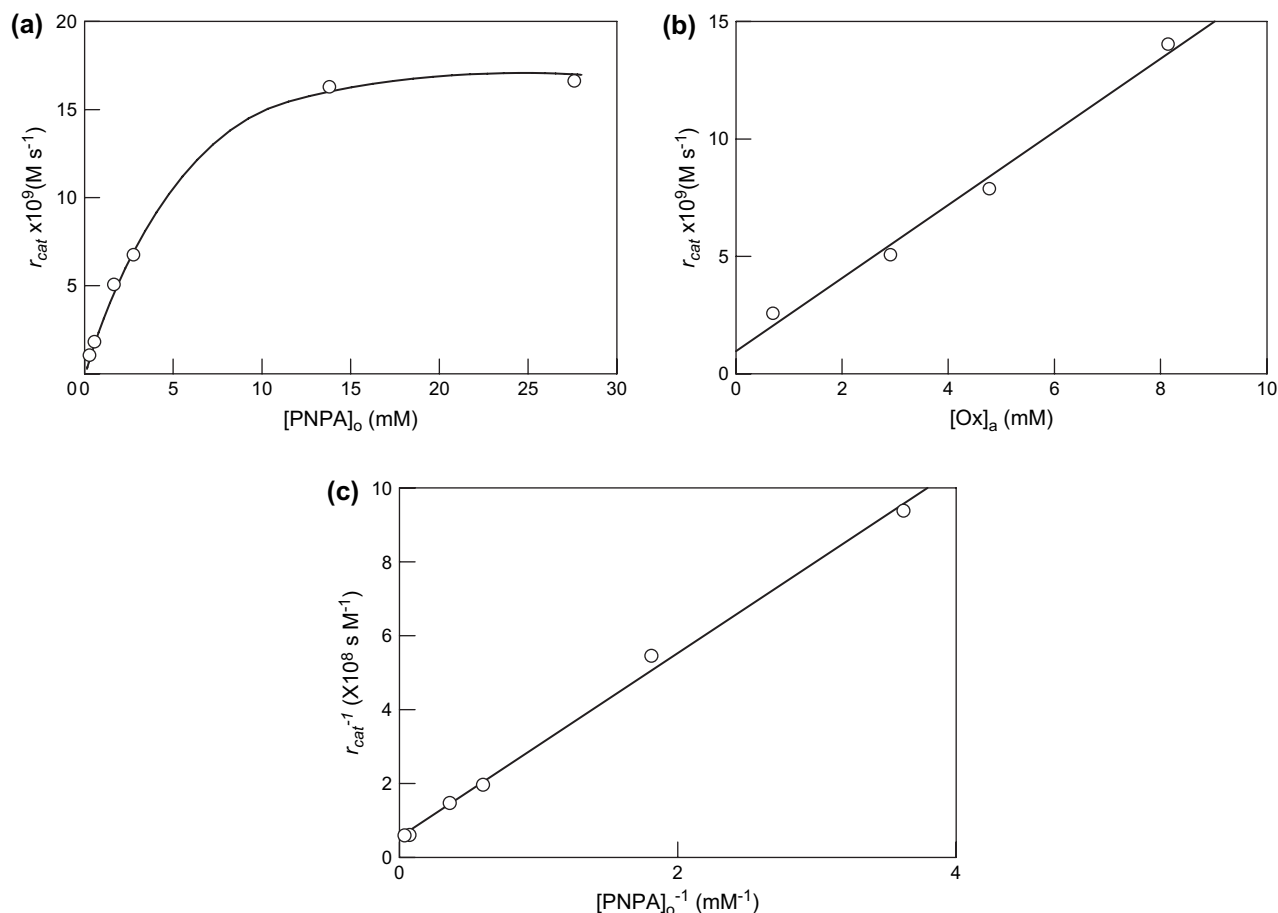 (a)
20
15
10
5
0
0 5 10 15 20 25 30
r_cat x10^9(M s^-1)
[PNPA]_o (mM)
(b)
15
10
5
0
0 2 4 6 8 10
r_cat x10^9(M s^-1)
[Ox]_a (mM)
(c)
10
8
6
4
2
0
0 2 4
r_cat^-1 (X10^8 s M^-1)
[PNPA]_o^-1 (mM^-1)